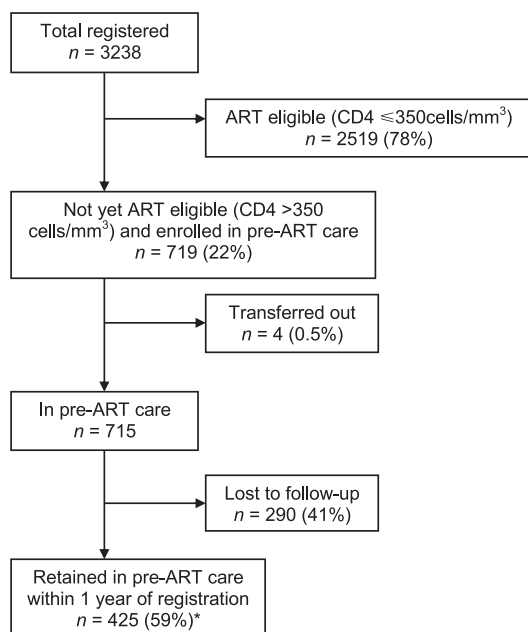 Total registered
n = 3238
ART eligible (CD4 ⩽350cells/mm³)
n = 2519 (78%)
Not yet ART eligible (CD4 >350
cells/mm³) and enrolled in pre-ART care
n = 719 (22%)
Transferred out
n = 4 (0.5%)
In pre-ART care
n = 715
Lost to follow-up
n = 290 (41%)
Retained in pre-ART care
within 1 year of registration
n = 425 (59%)*